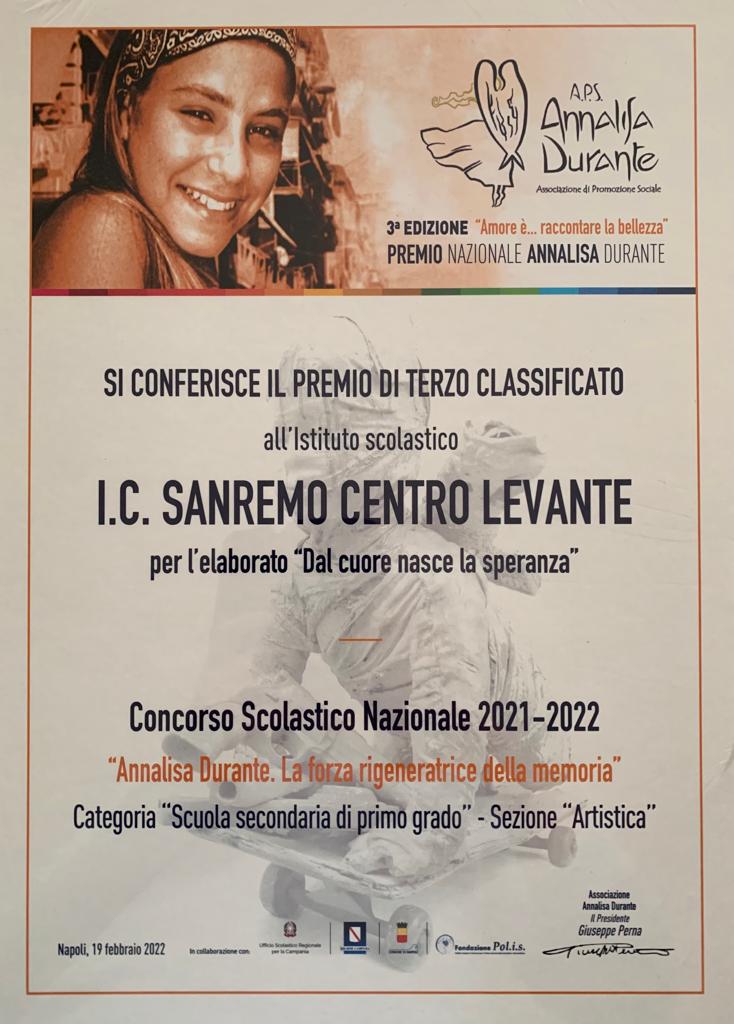 A.P.S.
Annalisa
Durante
Associazione di Promozione Sociale
3ª EDIZIONE "Amore è... raccontare la bellezza"
PREMIO NAZIONALE ANNALISA DURANTE
SI CONFERISCE IL PREMIO DI TERZO CLASSIFICATO
all'Istituto scolastico
I.C. SANREMO CENTRO LEVANTE
per l'elaborato "Dal cuore nasce la speranza"
Concorso Scolastico Nazionale 2021-2022
"Annalisa Durante. La forza rigeneratrice della memoria"
Categoria "Scuola secondaria di primo grado" - Sezione "Artistica"
Associazione
Annalisa Durante
Il Presidente
Giuseppe Perna
Napoli, 19 febbraio 2022
In collaborazione con:
Ufficio Scolastico Regionale
per la Campania
Fondazione Pol.i.s.